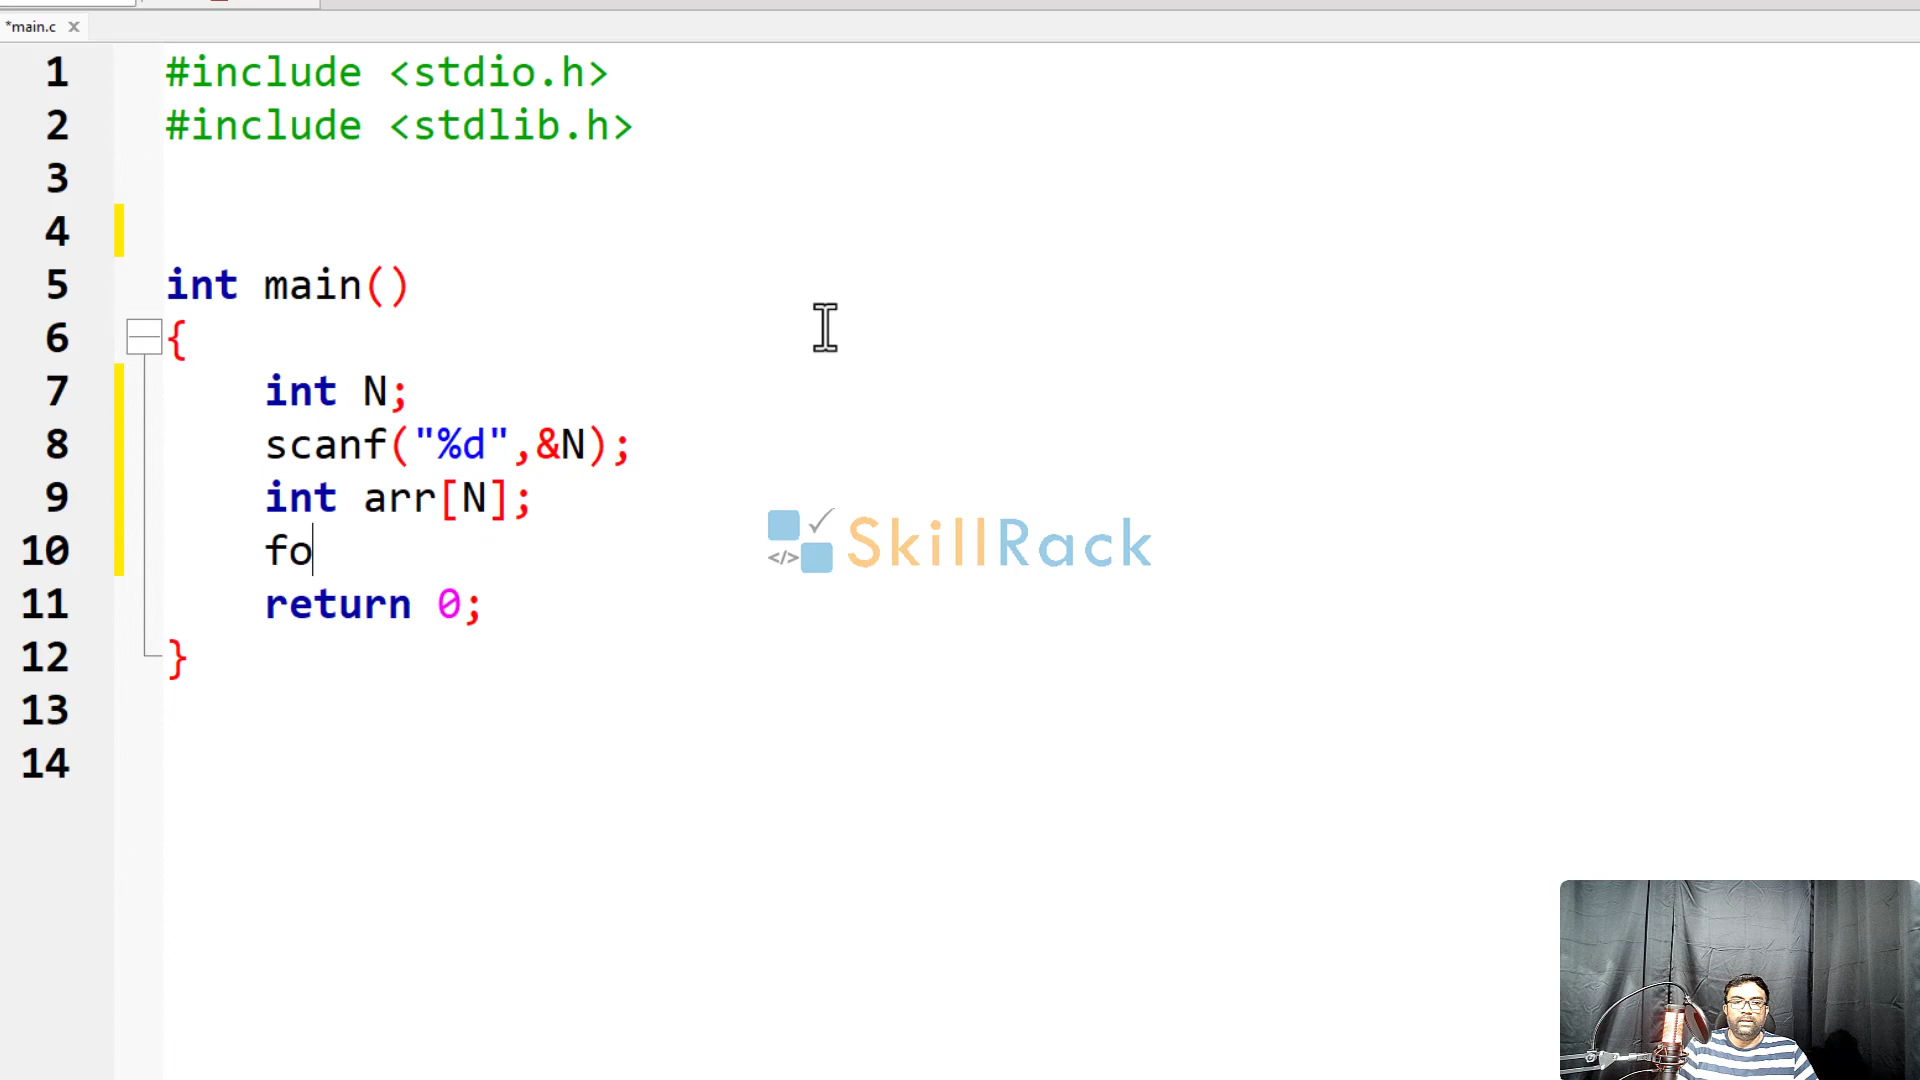 *main.c
1 #include <stdio.h>
2 #include <stdlib.h>
3
4
5 int main()
6 {
7 int N;
8 scanf("%d",&N);
9 int arr[N];
10 fo
11 return 0;
12 }
13
14
</> SkillRack